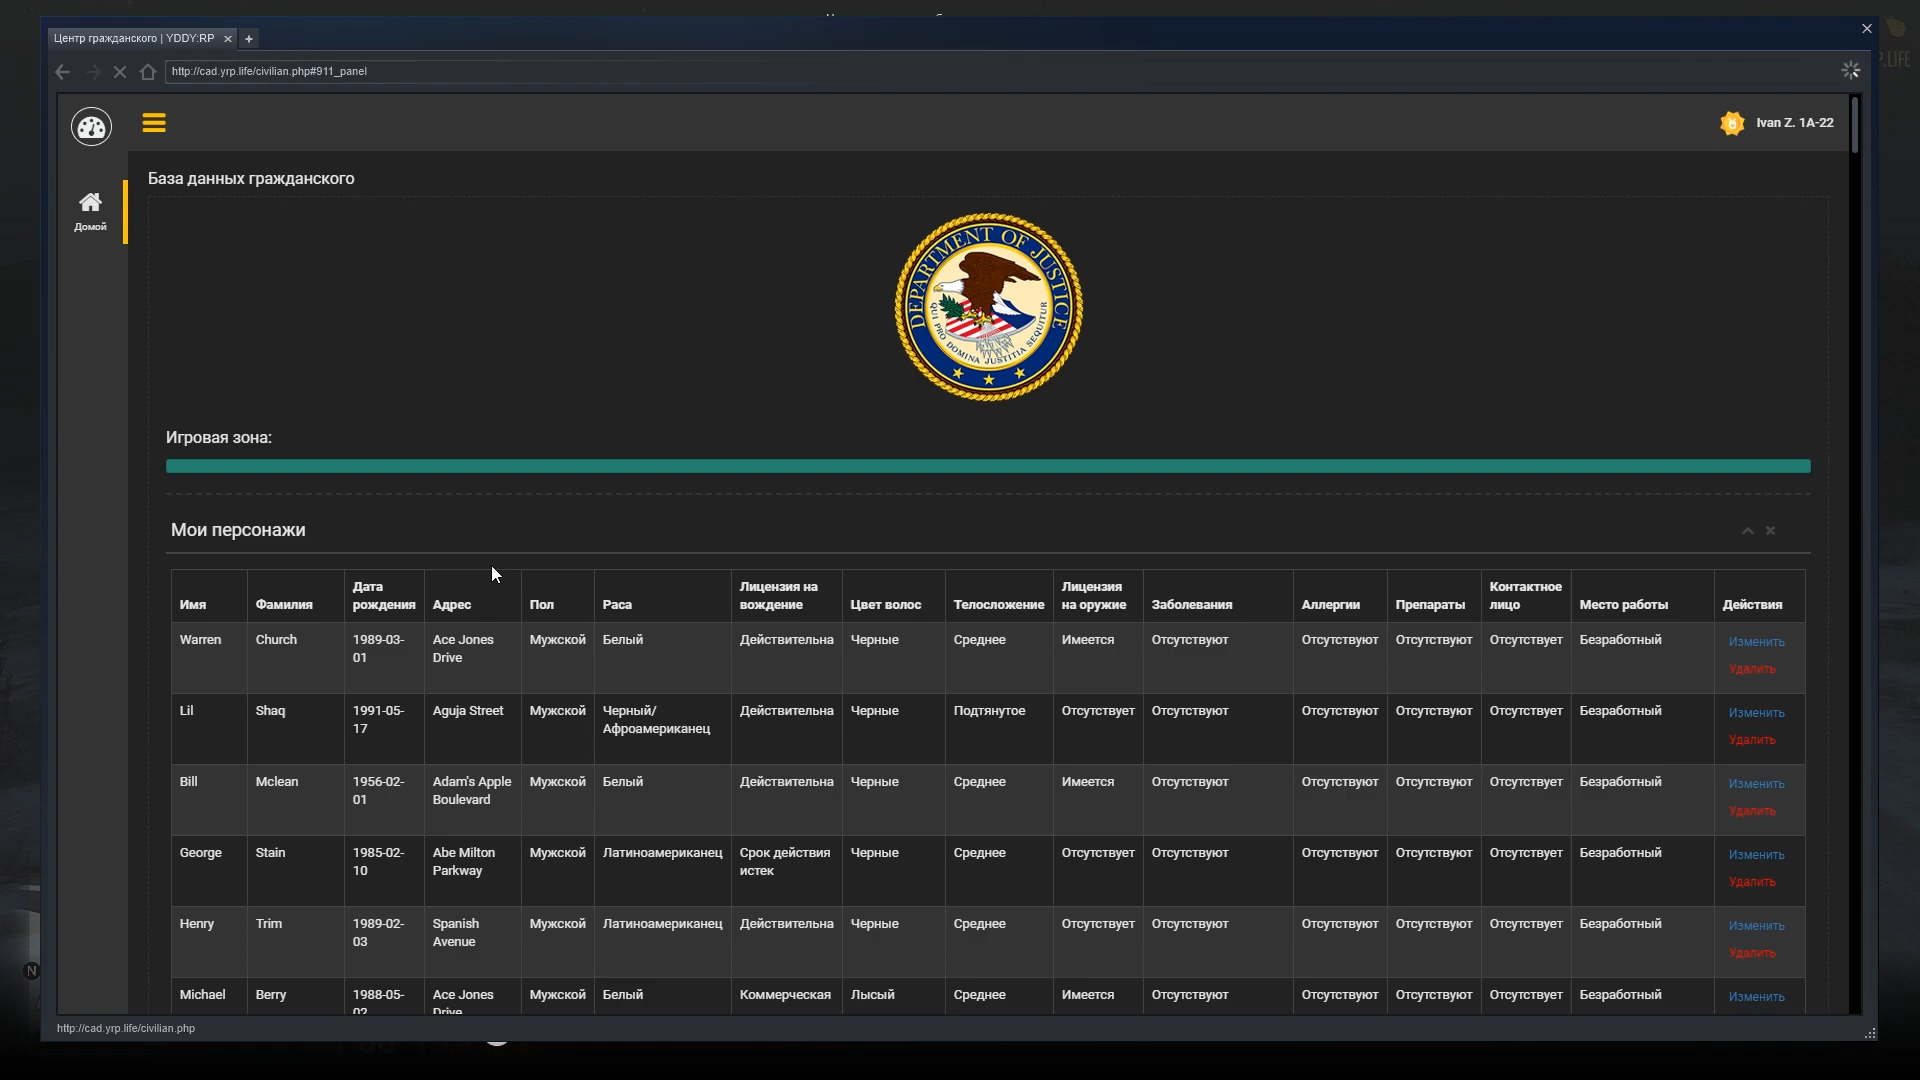 Центр гражданского | YDDY:RP
http://cad.yrp.life/civilian.php#911_panel
P.LIFE
Ivan Z. 1A-22
Домой
База данных гражданского
DEPARTMENT OF JUSTICE
QUI PRO DOMINA JUSTITIA SEQUITUR
Игровая зона:
Мои персонажи
Имя Фамилия Дата рождения Адрес Пол Раса Лицензия на вождение Цвет волос Телосложение Лицензия на оружие Заболевания Аллергии Препараты Контактное лицо Место работы Действия
Warren Church 1989-03-01 Ace Jones Drive Мужской Белый Действительна Черные Среднее Имеется Отсутствуют Отсутствуют Отсутствуют Отсутствует Безработный Изменить
Удалить
Lil Shaq 1991-05-17 Aguja Street Мужской Черный/Афроамериканец Действительна Черные Подтянутое Отсутствует Отсутствуют Отсутствуют Отсутствуют Отсутствует Безработный Изменить
Удалить
Bill Mclean 1956-02-01 Adam's Apple Boulevard Мужской Белый Действительна Черные Среднее Имеется Отсутствуют Отсутствуют Отсутствуют Отсутствует Безработный Изменить
Удалить
George Stain 1985-02-10 Abe Milton Parkway Мужской Латиноамериканец Срок действия истек Черные Среднее Отсутствует Отсутствуют Отсутствуют Отсутствуют Отсутствует Безработный Изменить
Удалить
Henry Trim 1989-02-03 Spanish Avenue Мужской Латиноамериканец Действительна Черные Среднее Отсутствует Отсутствуют Отсутствуют Отсутствуют Отсутствует Безработный Изменить
Удалить
Michael Berry 1988-05-02 Ace Jones Drive Мужской Белый Коммерческая Лысый Среднее Имеется Отсутствуют Отсутствуют Отсутствуют Отсутствует Безработный Изменить
N
http://cad.yrp.life/civilian.php